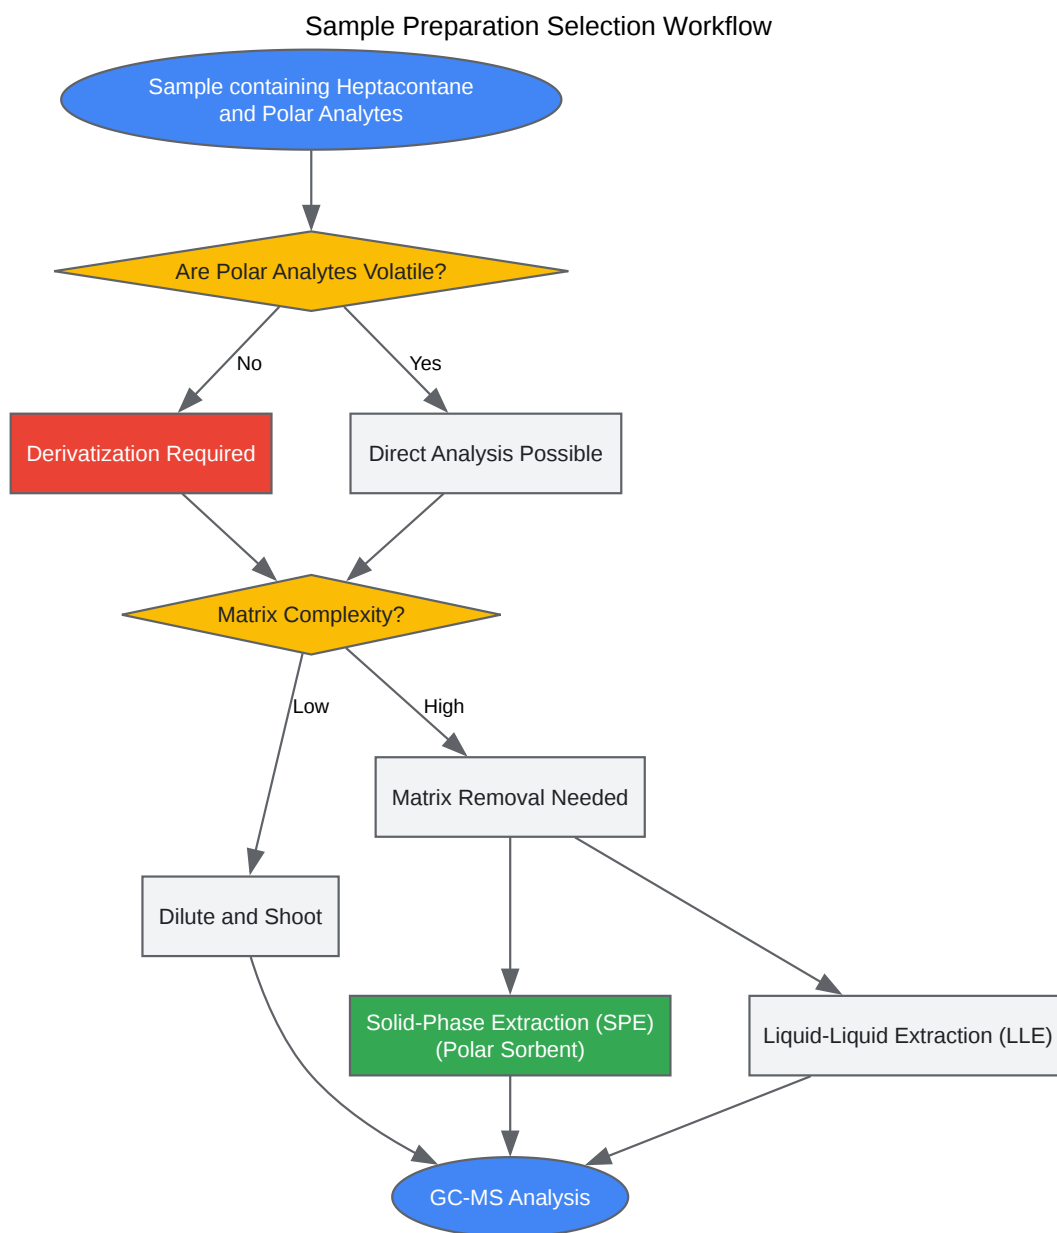 Sample Preparation Selection Workflow
Sample containing Heptacontane
and Polar Analytes
Are Polar Analytes Volatile?
No
Yes
Derivatization Required
Direct Analysis Possible
Matrix Complexity?
Low
High
Matrix Removal Needed
Dilute and Shoot
Solid-Phase Extraction (SPE)
(Polar Sorbent)
Liquid-Liquid Extraction (LLE)
GC-MS Analysis